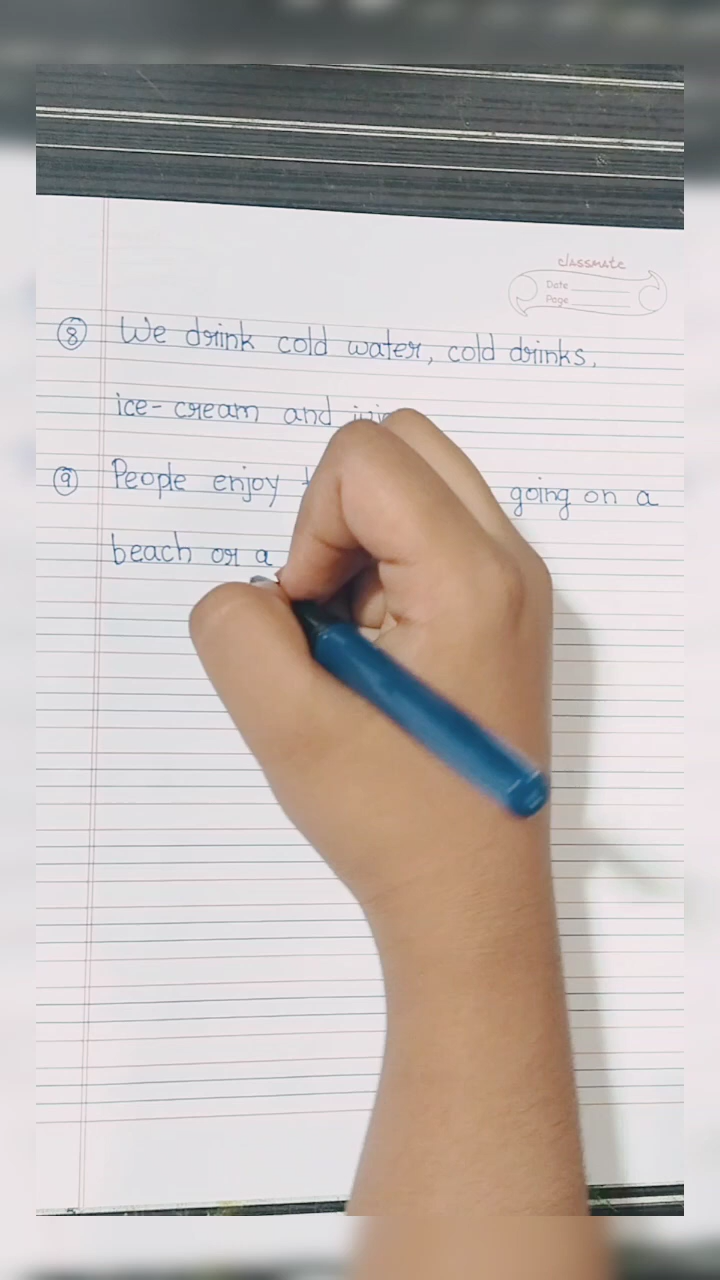 classmate
Date
Page
8 We drink cold water, cold drinks,
ice-cream and
9 People enjoy going on a
beach or a